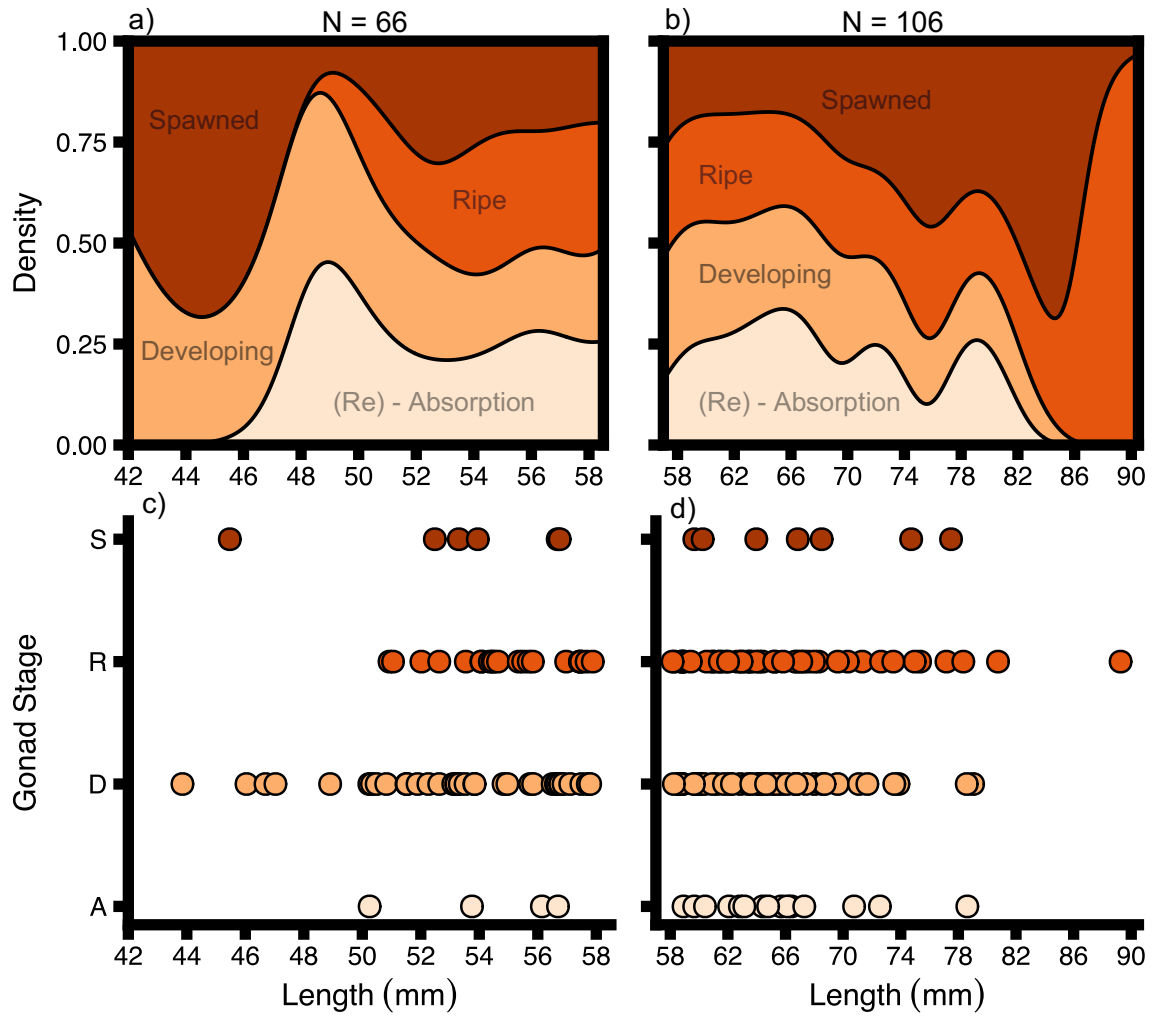 a) N = 66
b) N = 106
Density
1.00
0.75
0.50
0.25
0.00
Spawned
Ripe
Developing
(Re) - Absorption
42 44 46 48 50 52 54 56 58
Spawned
Ripe
Developing
(Re) - Absorption
58 62 66 70 74 78 82 86 90
c)
d)
Gonad Stage
S
R
D
A
42 44 46 48 50 52 54 56 58
Length (mm)
58 62 66 70 74 78 82 86 90
Length (mm)